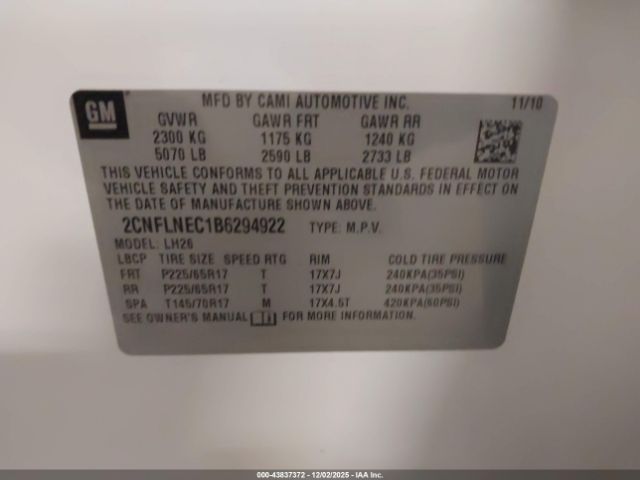 GM
MFD BY CAMI AUTOMOTIVE INC. 11/10
GVWR GAWR FRT GAWR RR
2300 KG 1175 KG 1240 KG
5070 LB 2590 LB 2733 LB
THIS VEHICLE CONFORMS TO ALL APPLICABLE U.S. FEDERAL MOTOR
VEHICLE SAFETY AND THEFT PREVENTION STANDARDS IN EFFECT ON
THE DATE OF MANUFACTURE SHOWN ABOVE.
2CNFLNEC1B6294922 TYPE: M.P.V.
MODEL: LH26
LBCP TIRE SIZE SPEED RTG RIM COLD TIRE PRESSURE
FRT P225/65R17 T 17X7J 240KPA(35PSI)
RR P225/65R17 T 17X7J 240KPA(35PSI)
SPA T145/70R17 M 17X4.5T 420KPA(60PSI)
SEE OWNER'S MANUAL FOR MORE INFORMATION.
000-43837372 - 12/02/2025 - IAA Inc.